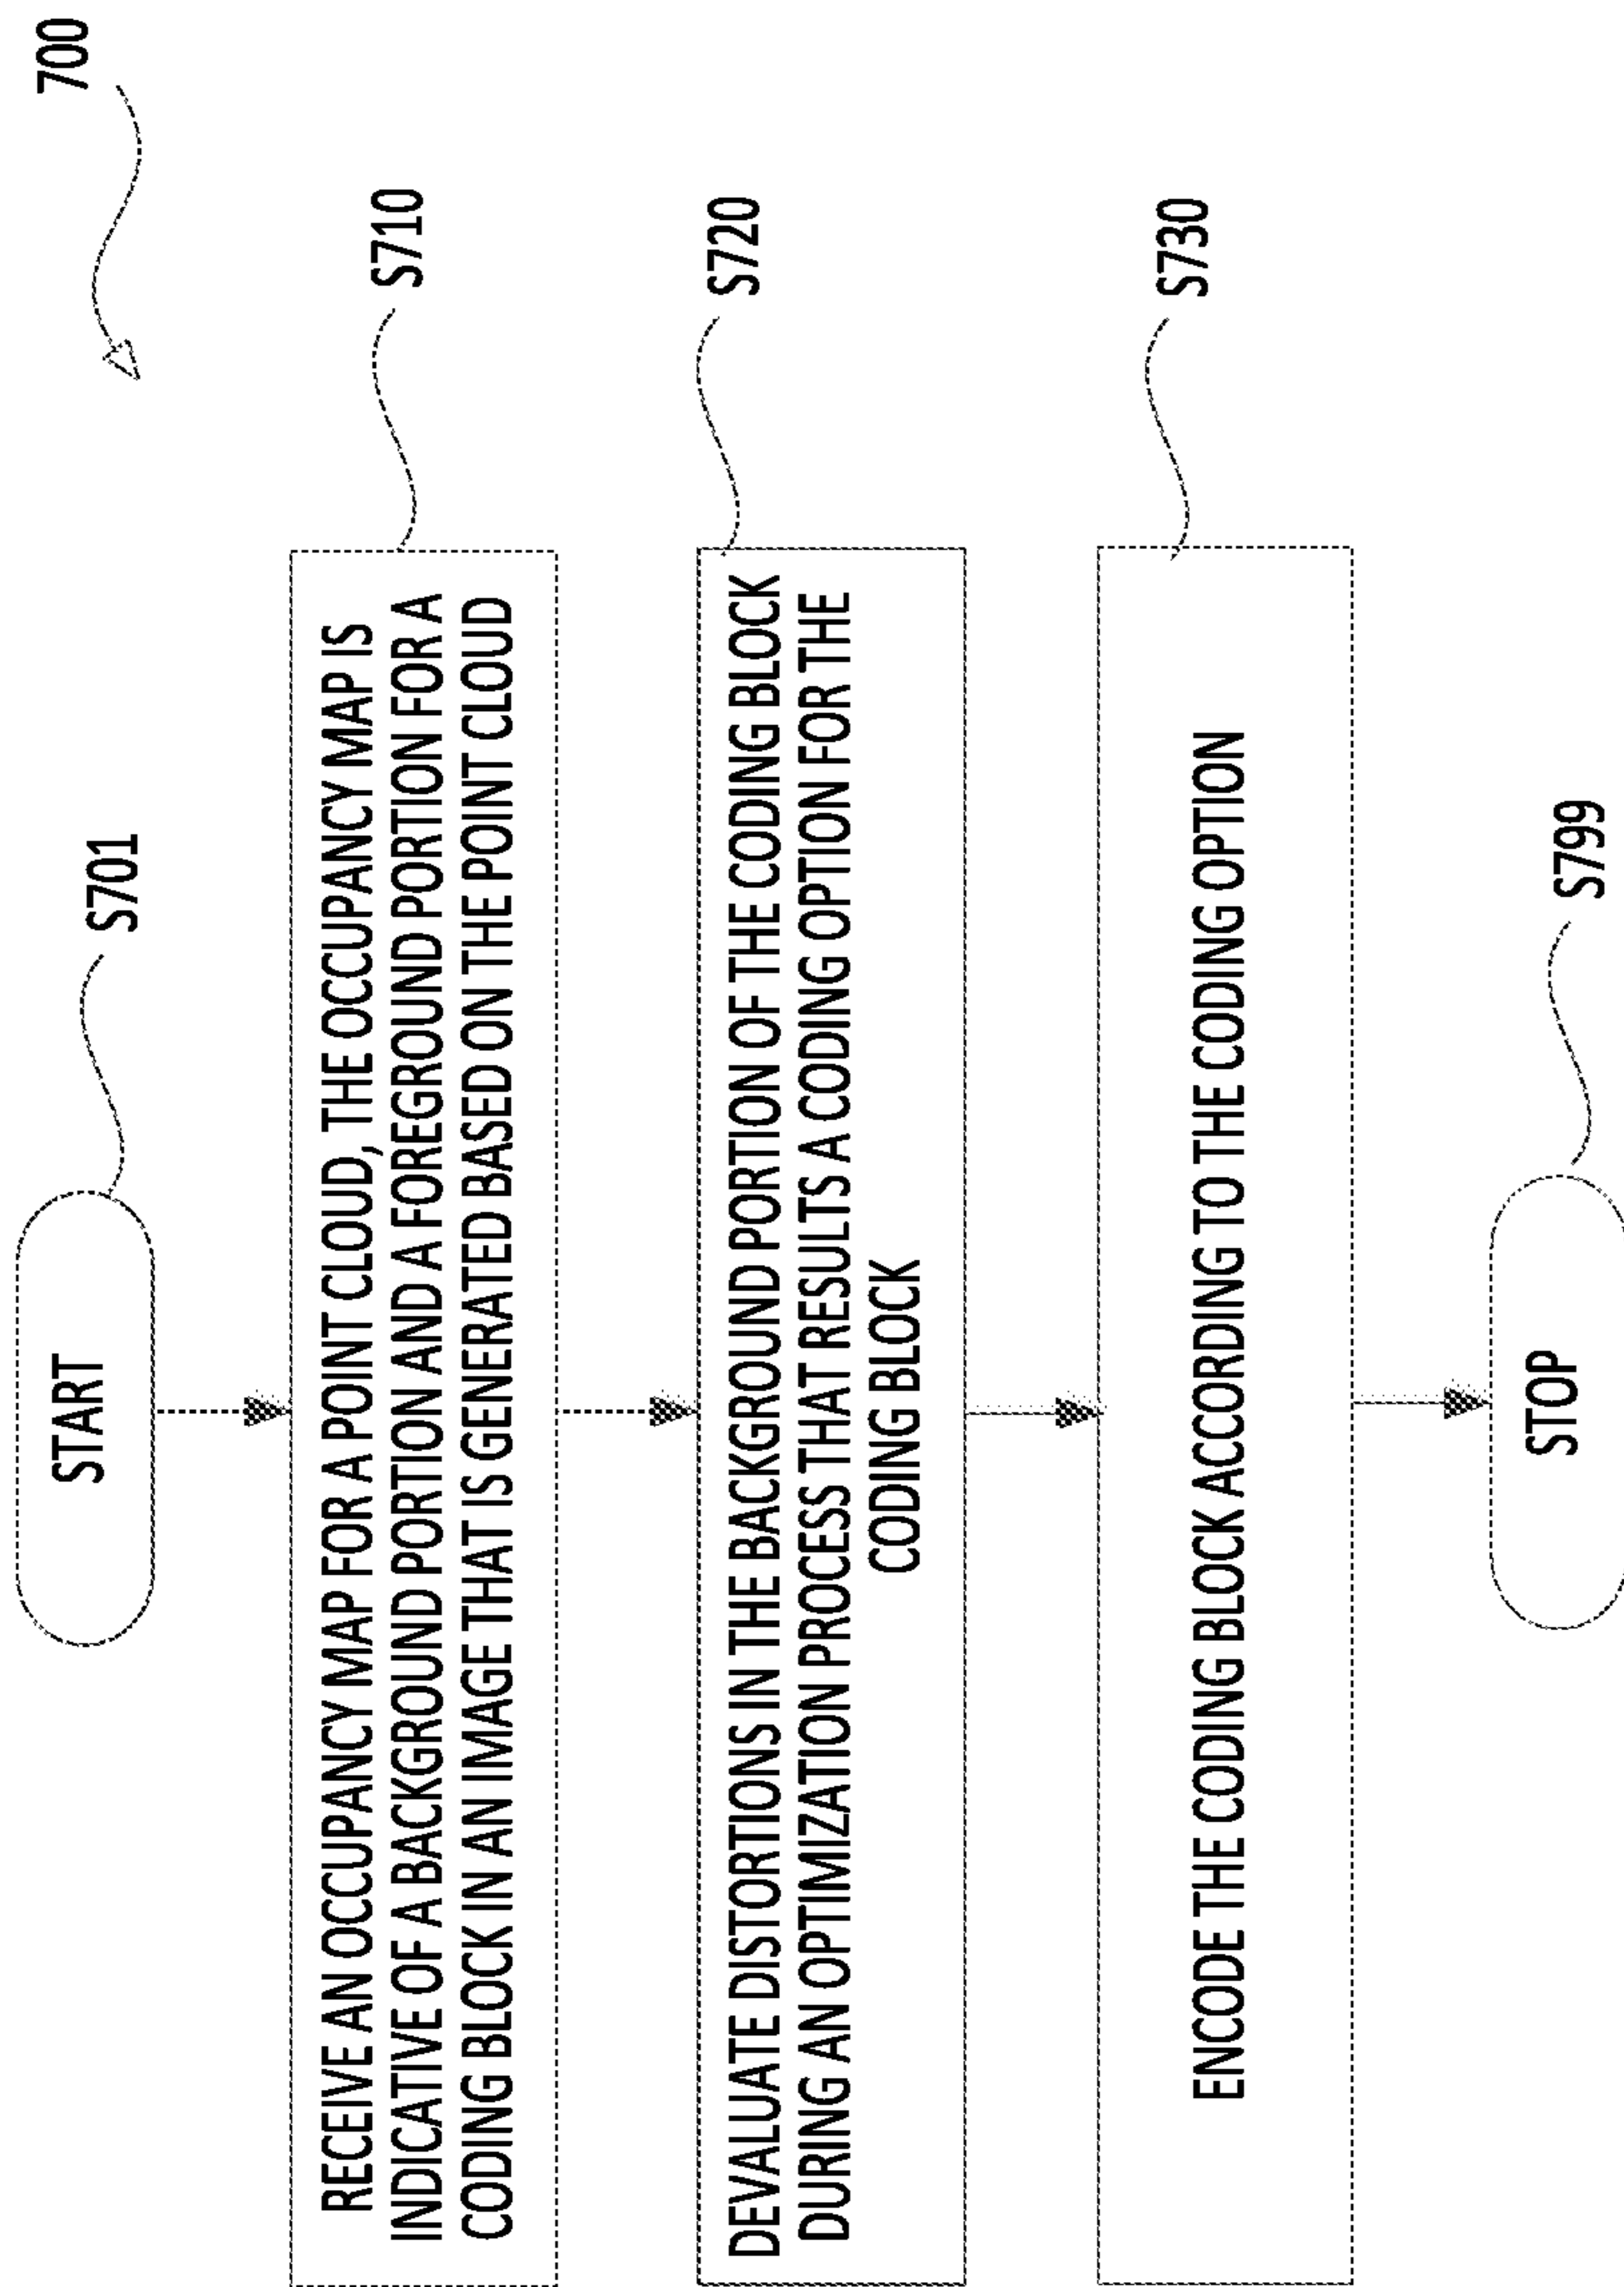 700
START
S701
RECEIVE AN OCCUPANCY MAP FOR A POINT CLOUD, THE OCCUPANCY MAP IS
INDICATIVE OF A BACKGROUND PORTION AND A FOREGROUND PORTION FOR A
CODING BLOCK IN AN IMAGE THAT IS GENERATED BASED ON THE POINT CLOUD
S710
DEVALUATE DISTORTIONS IN THE BACKGROUND PORTION OF THE CODING BLOCK
DURING AN OPTIMIZATION PROCESS THAT RESULTS A CODING OPTION FOR THE
CODING BLOCK
S720
ENCODE THE CODING BLOCK ACCORDING TO THE CODING OPTION
S730
STOP
S799